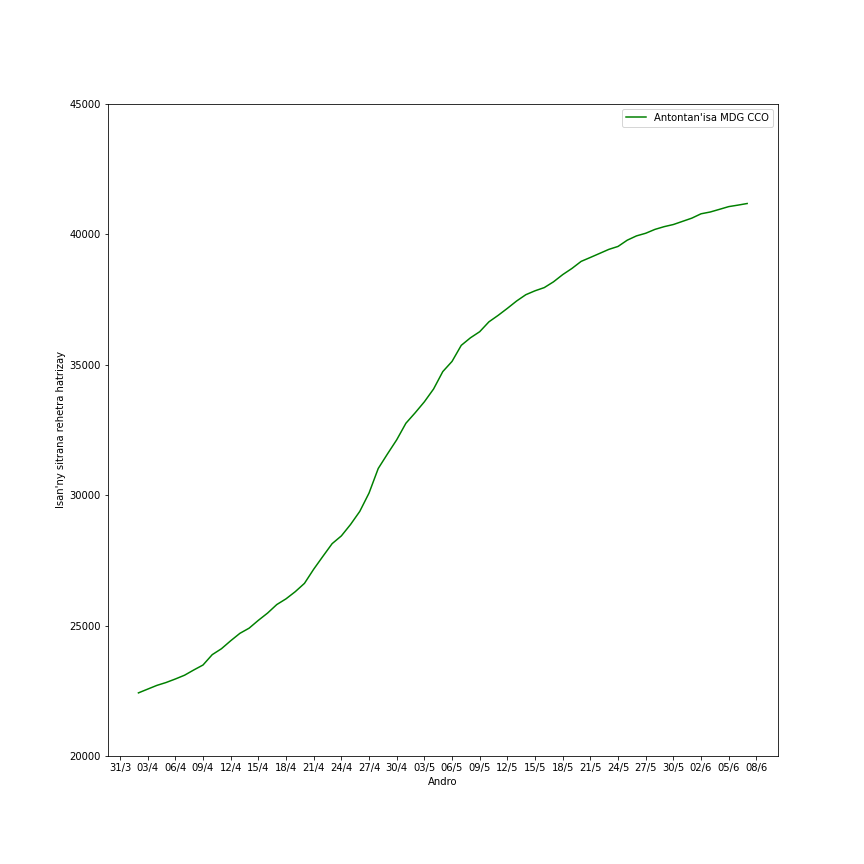 Antontan'isa MDG CCO
45000
40000
35000
30000
25000
20000
Isan'ny sitrana rehetra hatrizay
31/3 03/4 06/4 09/4 12/4 15/4 18/4 21/4 24/4 27/4 30/4 03/5 06/5 09/5 12/5 15/5 18/5 21/5 24/5 27/5 30/5 02/6 05/6 08/6
Andro